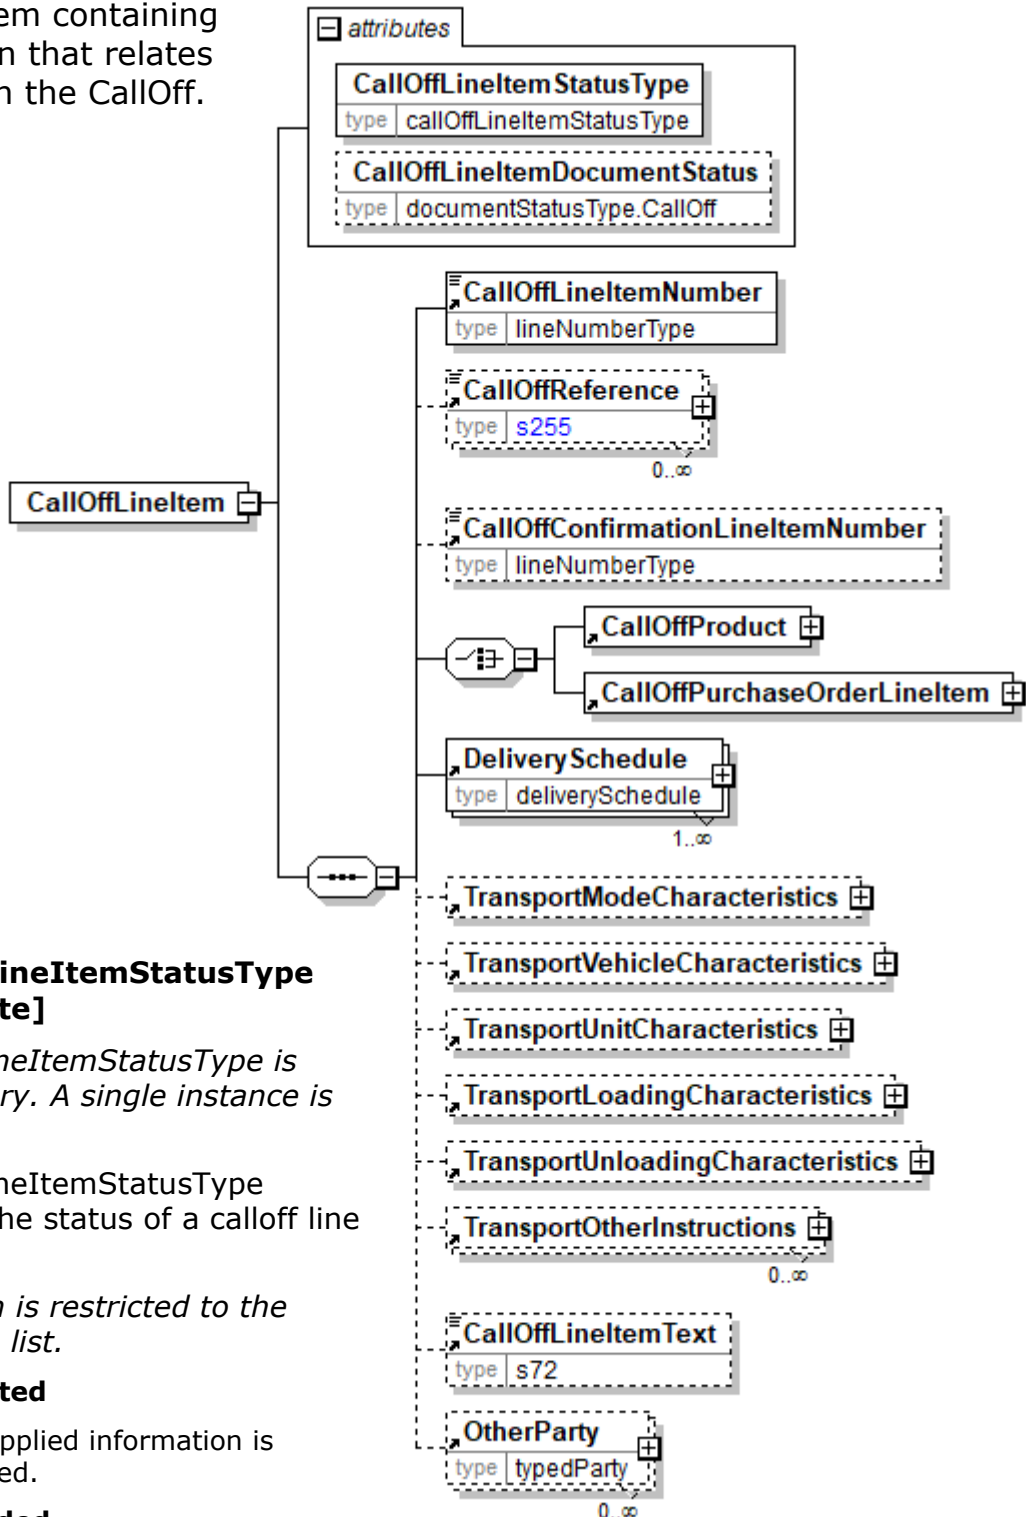 em containing
n that relates
n the CallOff.
attributes
CallOffLineItemStatusType
type callOffLineItemStatusType
CallOffLineItemDocumentStatus
type documentStatusType.CallOff
CallOffLineItemNumber
type lineNumberType
CallOffReference
type s255
0..∞
CallOffLineItem
CallOffConfirmationLineItemNumber
type lineNumberType
CallOffProduct
CallOffPurchaseOrderLineItem
DeliverySchedule
type deliverySchedule
1..∞
TransportModeCharacteristics
TransportVehicleCharacteristics
TransportUnitCharacteristics
TransportLoadingCharacteristics
TransportUnloadingCharacteristics
TransportOtherInstructions
0..∞
CallOffLineItemText
type s72
OtherParty
type typedParty
0..∞
ineItemStatusType
te]
neItemStatusType is
ry. A single instance is
neItemStatusType
he status of a calloff line
n is restricted to the
list.
ted
pplied information is
ed.